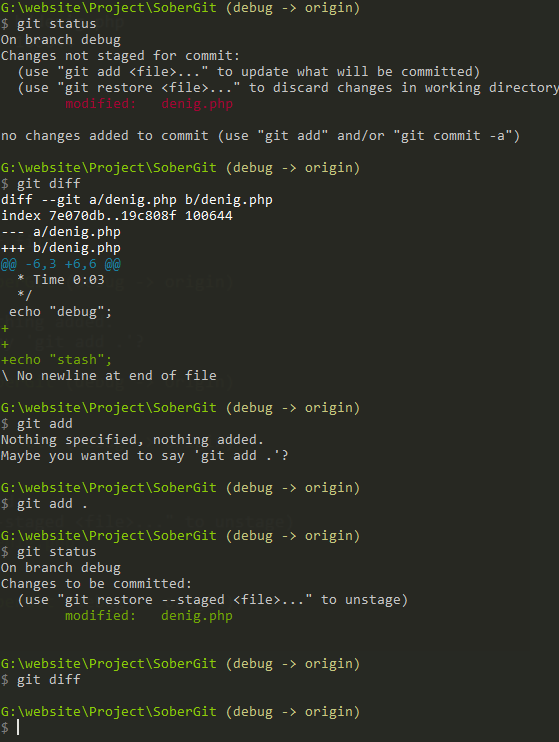 G:\website\Project\SoberGit (debug -> origin)
$ git status
On branch debug
Changes not staged for commit:
  (use "git add <file>..." to update what will be committed)
  (use "git restore <file>..." to discard changes in working directory
        modified:   denig.php

no changes added to commit (use "git add" and/or "git commit -a")

G:\website\Project\SoberGit (debug -> origin)
$ git diff
diff --git a/denig.php b/denig.php
index 7e070db..19c808f 100644
--- a/denig.php
+++ b/denig.php
@@ -6,3 +6,6 @@
  * Time 0:03
  */
 echo "debug";
+
+
+echo "stash";
\ No newline at end of file

G:\website\Project\SoberGit (debug -> origin)
$ git add
Nothing specified, nothing added.
Maybe you wanted to say 'git add .'?

G:\website\Project\SoberGit (debug -> origin)
$ git add .

G:\website\Project\SoberGit (debug -> origin)
$ git status
On branch debug
Changes to be committed:
  (use "git restore --staged <file>..." to unstage)
        modified:   denig.php


G:\website\Project\SoberGit (debug -> origin)
$ git diff

G:\website\Project\SoberGit (debug -> origin)
$